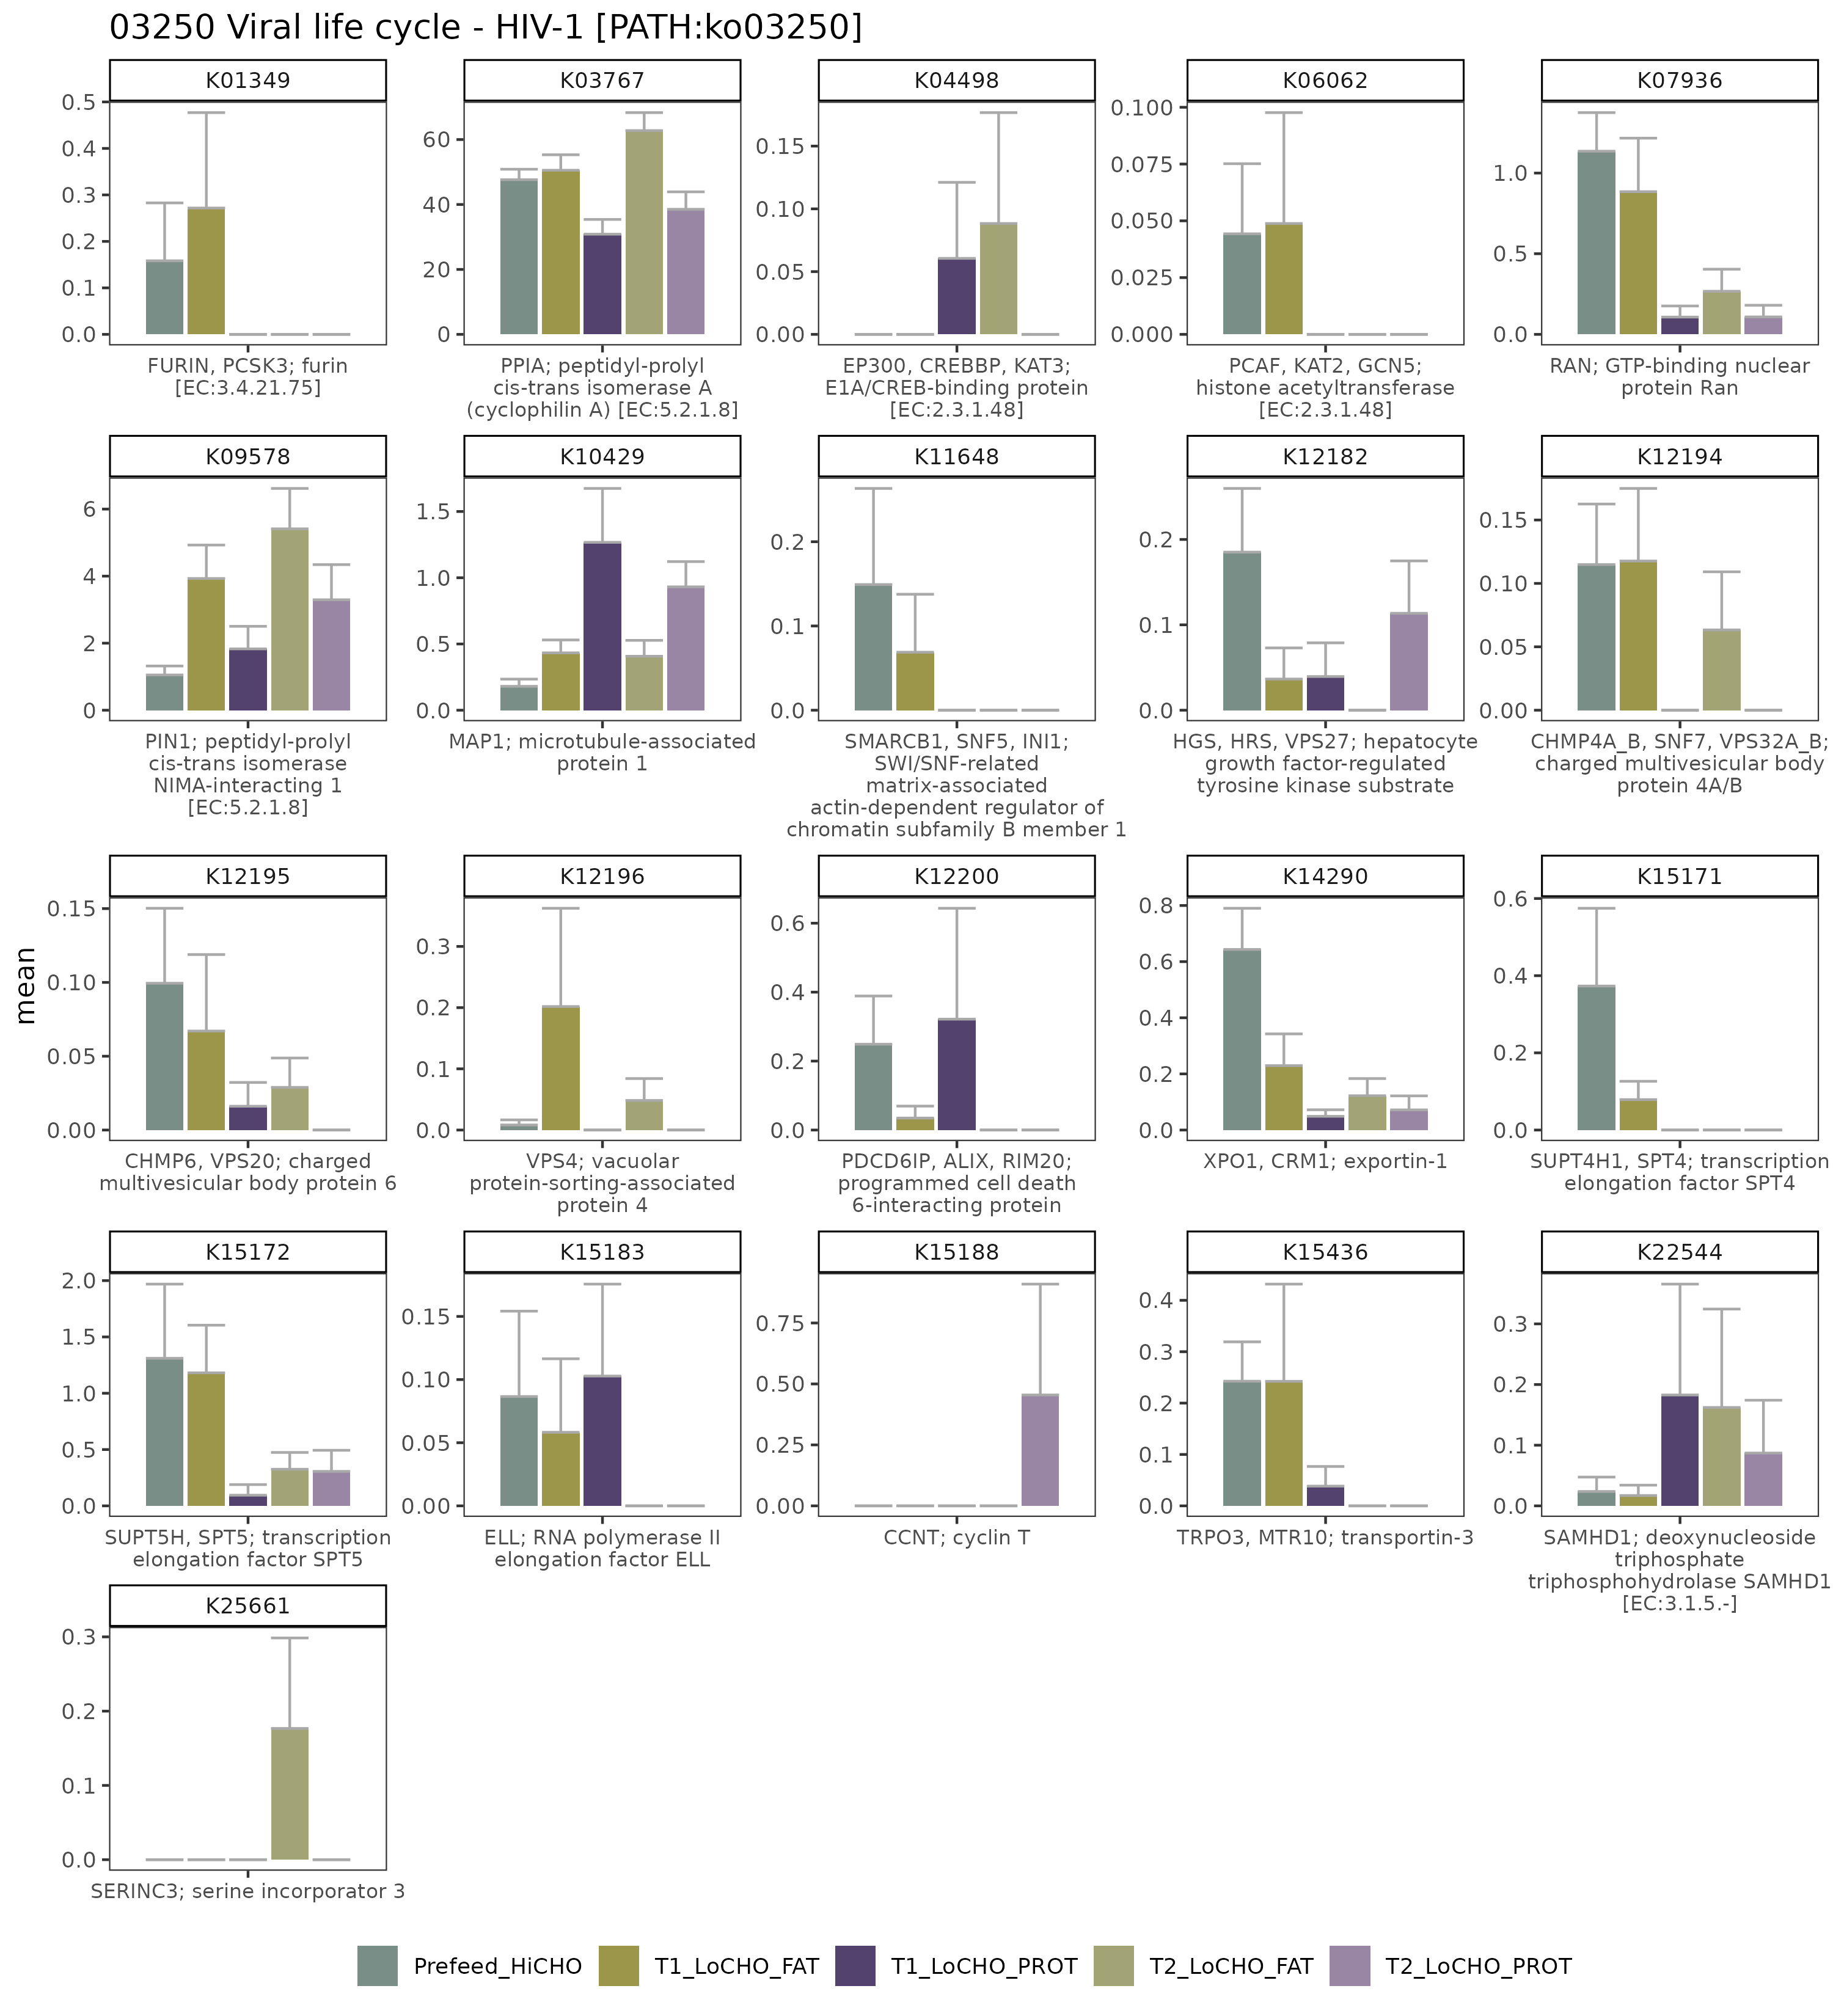 03250 Viral life cycle - HIV-1 [PATH:ko03250]
K01349
K03767
K04498
K06062
K07936
0.5
0.4
0.3
0.2
0.1
0.0
60
40
20
0
0.15
0.10
0.05
0.00
0.100
0.075
0.050
0.025
0.000
1.0
0.5
0.0
FURIN, PCSK3; furin
[EC:3.4.21.75]
PPIA; peptidyl-prolyl
cis-trans isomerase A
(cyclophilin A) [EC:5.2.1.8]
EP300, CREBBP, KAT3;
E1A/CREB-binding protein
[EC:2.3.1.48]
PCAF, KAT2, GCN5;
histone acetyltransferase
[EC:2.3.1.48]
RAN; GTP-binding nuclear
protein Ran
K09578
K10429
K11648
K12182
K12194
6
4
2
0
1.5
1.0
0.5
0.0
0.2
0.1
0.0
0.2
0.1
0.0
0.15
0.10
0.05
0.00
PIN1; peptidyl-prolyl
cis-trans isomerase
NIMA-interacting 1
[EC:5.2.1.8]
MAP1; microtubule-associated
protein 1
SMARCB1, SNF5, INI1;
SWI/SNF-related
matrix-associated
actin-dependent regulator of
chromatin subfamily B member 1
HGS, HRS, VPS27; hepatocyte
growth factor-regulated
tyrosine kinase substrate
CHMP4A_B, SNF7, VPS32A_B;
charged multivesicular body
protein 4A/B
mean
K12195
K12196
K12200
K14290
K15171
0.15
0.10
0.05
0.00
0.3
0.2
0.1
0.0
0.6
0.4
0.2
0.0
0.8
0.6
0.4
0.2
0.0
0.6
0.4
0.2
0.0
CHMP6, VPS20; charged
multivesicular body protein 6
VPS4; vacuolar
protein-sorting-associated
protein 4
PDCD6IP, ALIX, RIM20;
programmed cell death
6-interacting protein
XPO1, CRM1; exportin-1
SUPT4H1, SPT4; transcription
elongation factor SPT4
K15172
K15183
K15188
K15436
K22544
2.0
1.5
1.0
0.5
0.0
0.15
0.10
0.05
0.00
0.75
0.50
0.25
0.00
0.4
0.3
0.2
0.1
0.0
0.3
0.2
0.1
0.0
SUPT5H, SPT5; transcription
elongation factor SPT5
ELL; RNA polymerase II
elongation factor ELL
CCNT; cyclin T
TRPO3, MTR10; transportin-3
SAMHD1; deoxynucleoside
triphosphate
triphosphohydrolase SAMHD1
[EC:3.1.5.-]
K25661
0.3
0.2
0.1
0.0
SERINC3; serine incorporator 3
Prefeed_HiCHO
T1_LoCHO_FAT
T1_LoCHO_PROT
T2_LoCHO_FAT
T2_LoCHO_PROT